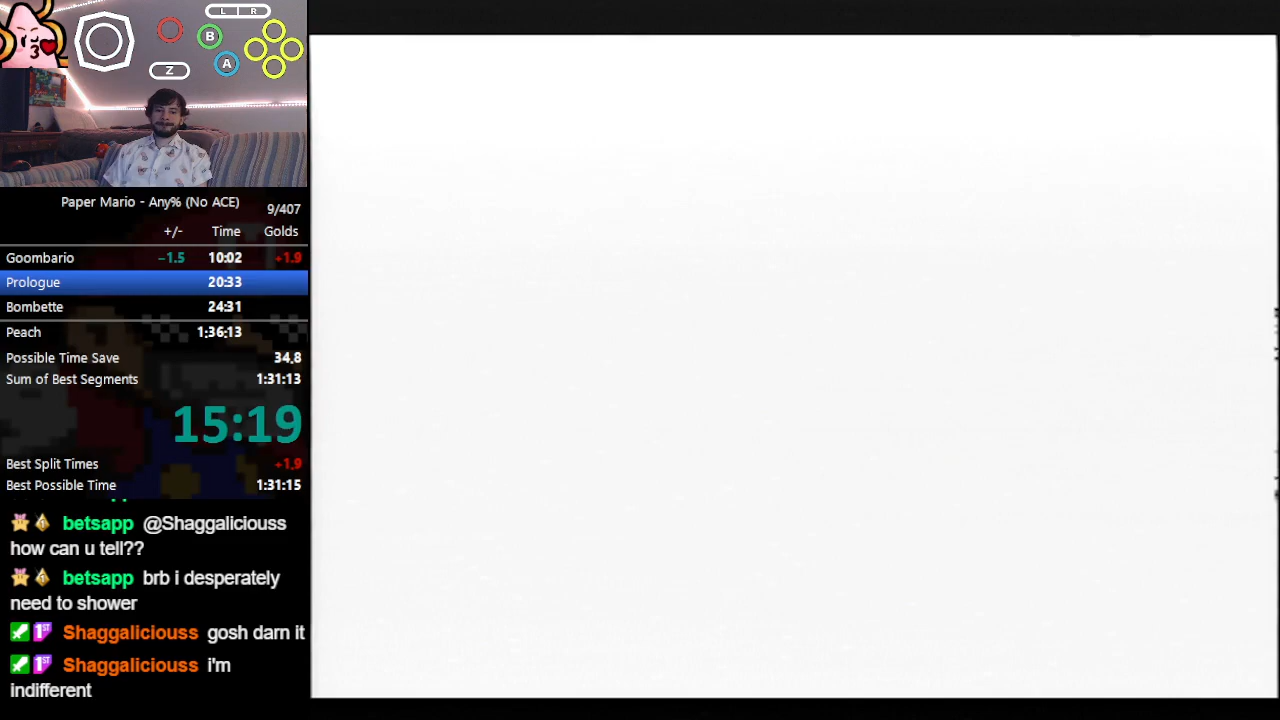 L R
B
A
Z
Paper Mario - Any% (No ACE)
9/407
+/- Time Golds
Goombario -1.5 10:02 +1.9
Prologue 20:33
Bombette 24:31
Peach 1:36:13
Possible Time Save 34.8
Sum of Best Segments 1:31:13
15:19
Best Split Times +1.9
Best Possible Time 1:31:15
betsapp @Shaggaliciouss
how can u tell??
betsapp brb i desperately
need to shower
1ST Shaggaliciouss gosh darn it
1ST Shaggaliciouss i'm
indifferent